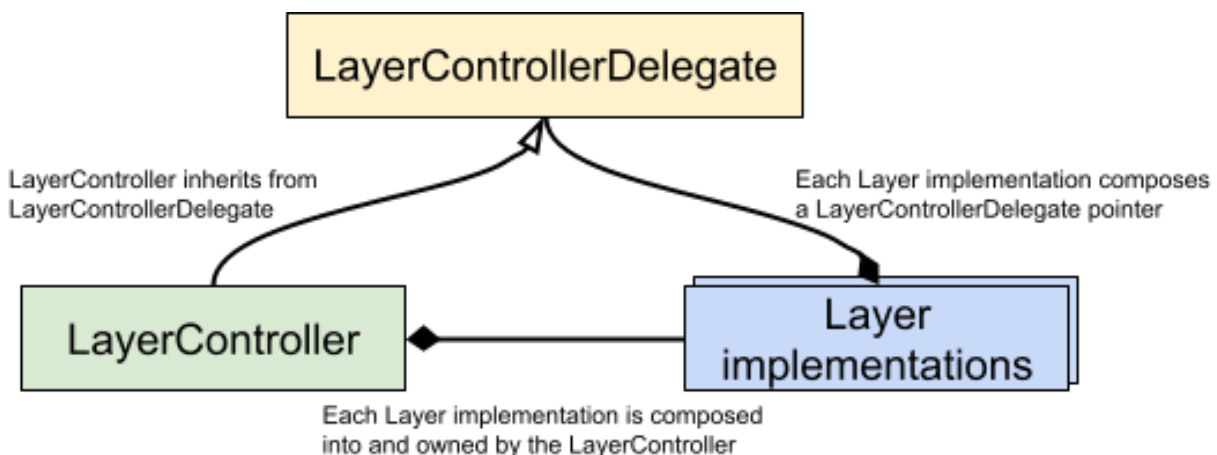 LayerControllerDelegate
LayerController inherits from
LayerControllerDelegate
Each Layer implementation composes
a LayerControllerDelegate pointer
LayerController
Layer
implementations
Each Layer implementation is composed
into and owned by the LayerController